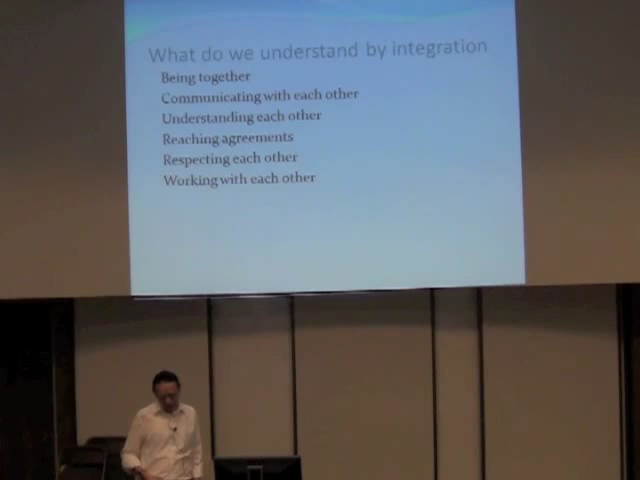 What do we understand by integration
Being together
Communicating with each other
Understanding each other
Reaching agreements
Respecting each other
Working with each other